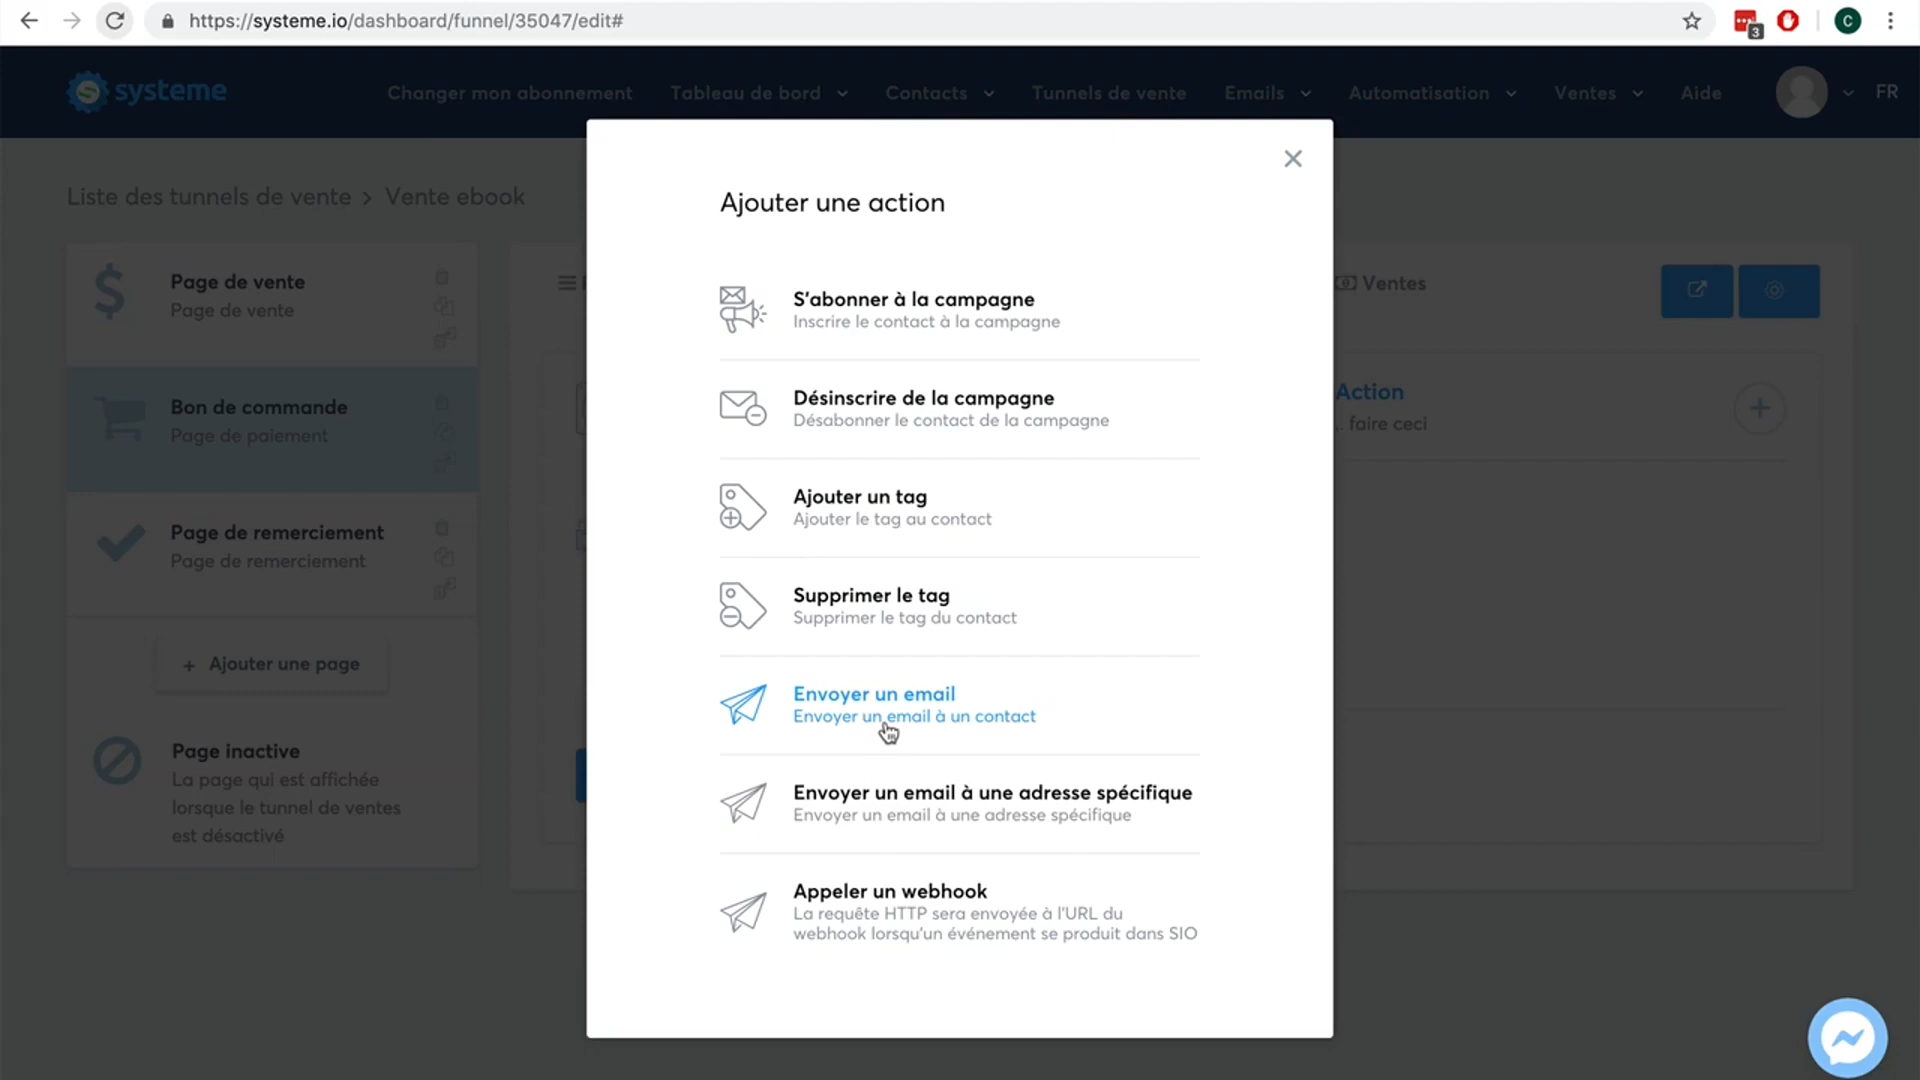 https://systeme.io/dashboard/funnel/35047/edit#
3
C
systeme
Changer mon abonnement
Tableau de bord
Contacts
Tunnels de vente
Emails
Automatisation
Ventes
Aide
FR
Liste des tunnels de vente > Vente ebook
Page de vente
Page de vente
Bon de commande
Page de paiement
Page de remerciement
Page de remerciement
+ Ajouter une page
Page inactive
La page qui est affichée
lorsque le tunnel de ventes
est désactivé
Ajouter une action
S'abonner à la campagne
Inscrire le contact à la campagne
Désinscrire de la campagne
Désabonner le contact de la campagne
Ajouter un tag
Ajouter le tag au contact
Supprimer le tag
Supprimer le tag du contact
Envoyer un email
Envoyer un email à un contact
Envoyer un email à une adresse spécifique
Envoyer un email à une adresse spécifique
Appeler un webhook
La requête HTTP sera envoyée à l'URL du
webhook lorsqu'un événement se produit dans SIO
Ventes
Action
.. faire ceci